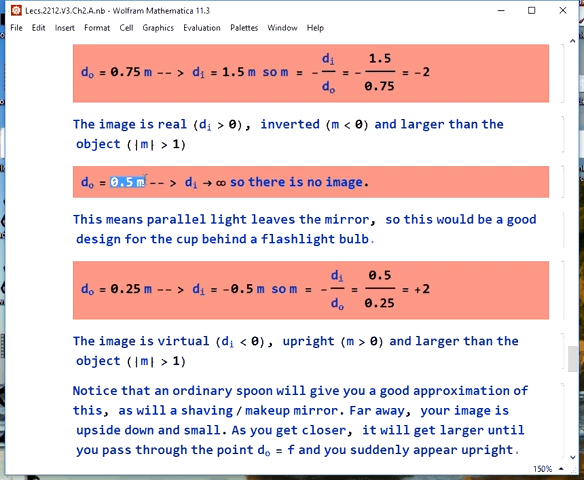 Lecs.2212.V3.Ch2.A.nb - Wolfram Mathematica 11.3
File Edit Insert Format Cell Graphics Evaluation Palettes Window Help
dₒ = 0.75 m -- > dᵢ = 1.5 m so m = - dᵢ/dₒ = - 1.5/0.75 = -2
The image is real (dᵢ > 0), inverted (m < 0) and larger than the
object (|m| > 1)
dₒ = 0.5 m -- > dᵢ → ∞ so there is no image.
This means parallel light leaves the mirror, so this would be a good
design for the cup behind a flashlight bulb.
dₒ = 0.25 m -- > dᵢ = -0.5 m so m = - dᵢ/dₒ = 0.5/0.25 = +2
The image is virtual (dᵢ < 0), upright (m > 0) and larger than the
object (|m| > 1)
Notice that an ordinary spoon will give you a good approximation of
this, as will a shaving / makeup mirror. Far away, your image is
upside down and small. As you get closer, it will get larger until
you pass through the point dₒ = f and you suddenly appear upright.
150%